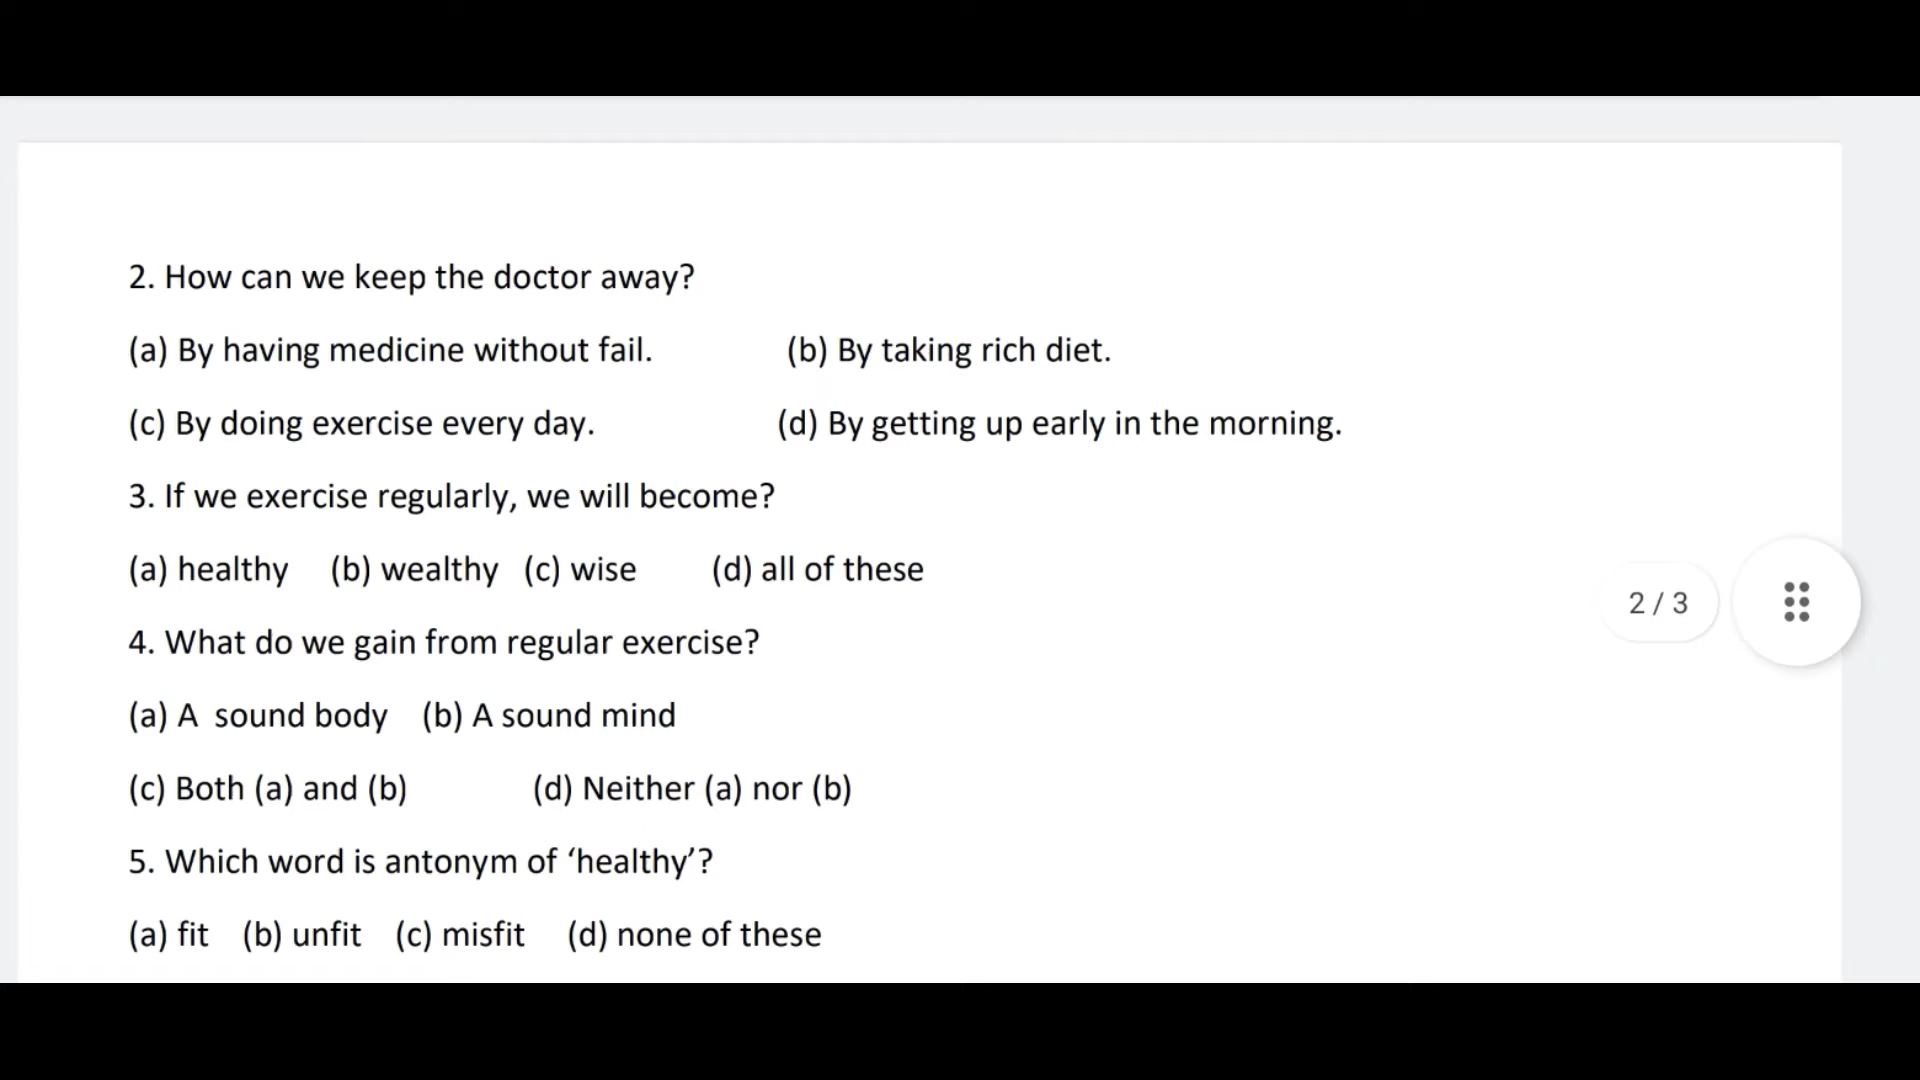 2. How can we keep the doctor away?
(a) By having medicine without fail. (b) By taking rich diet.
(c) By doing exercise every day. (d) By getting up early in the morning.
3. If we exercise regularly, we will become?
(a) healthy (b) wealthy (c) wise (d) all of these
2 / 3
4. What do we gain from regular exercise?
(a) A sound body (b) A sound mind
(c) Both (a) and (b) (d) Neither (a) nor (b)
5. Which word is antonym of ‘healthy’?
(a) fit (b) unfit (c) misfit (d) none of these